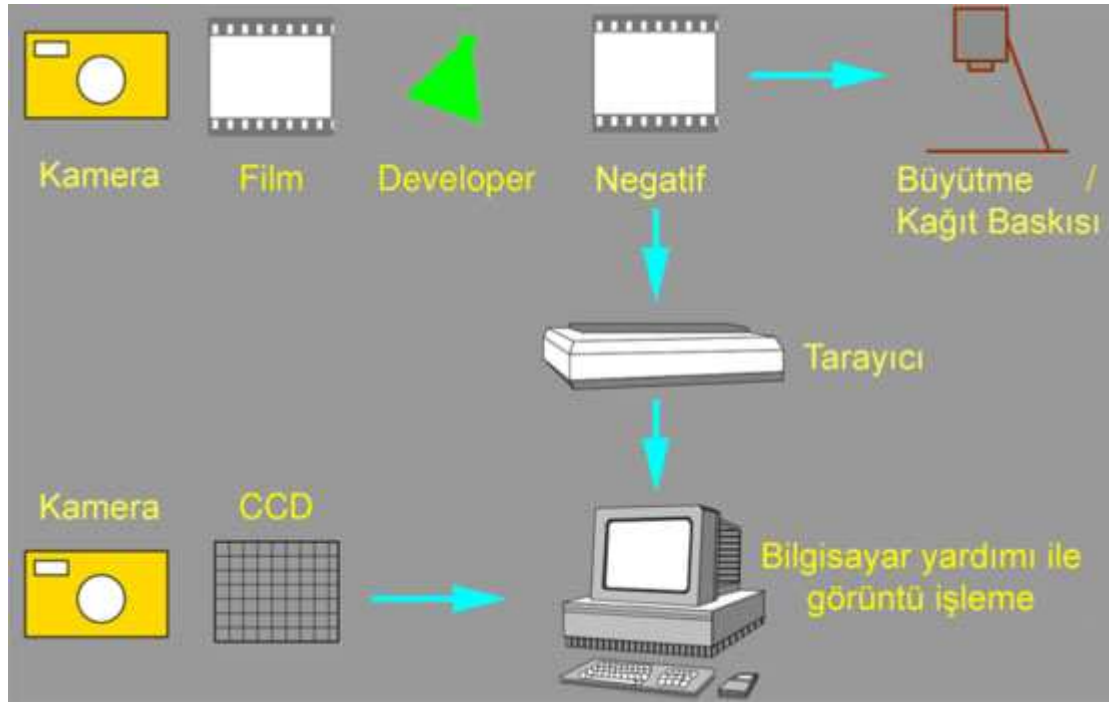 Kamera
Film
Developer
Negatif
Büyütme /
Kağıt Baskısı
Tarayıcı
Kamera
CCD
Bilgisayar yardımı ile
görüntü işleme